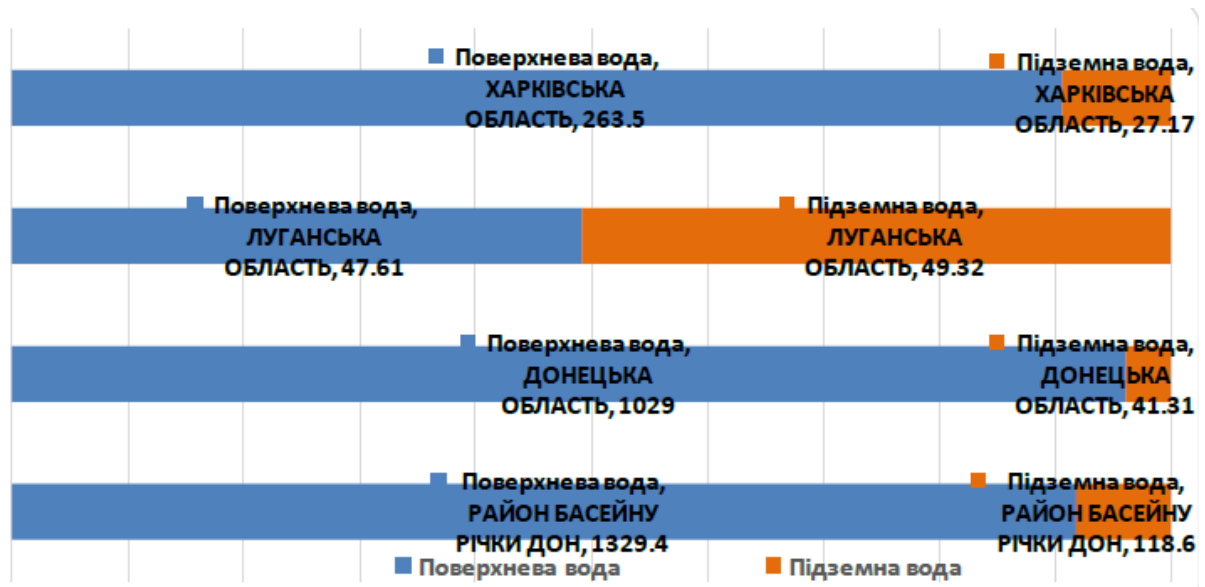 Поверхнева вода,
ХАРКІВСЬКА
ОБЛАСТЬ, 263.5
Підземна вода,
ХАРКІВСЬКА
ОБЛАСТЬ, 27.17
Поверхнева вода,
ЛУГАНСЬКА
ОБЛАСТЬ, 47.61
Підземна вода,
ЛУГАНСЬКА
ОБЛАСТЬ, 49.32
Поверхнева вода,
ДОНЕЦЬКА
ОБЛАСТЬ, 1029
Підземна вода,
ДОНЕЦЬКА
ОБЛАСТЬ, 41.31
Поверхнева вода,
РАЙОН БАСЕЙНУ
РІЧКИ ДОН, 1329.4
Підземна вода,
РАЙОН БАСЕЙНУ
РІЧКИ ДОН, 118.6
Поверхнева вода
Підземна вода